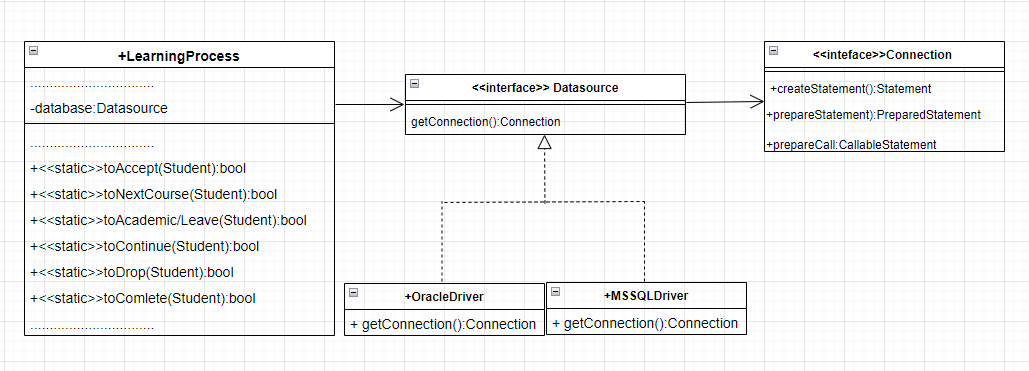 +LearningProcess
................................
-database:Datasource
................................
+<<static>>toAccept(Student):bool
+<<static>>toNextCourse(Student):bool
+<<static>>toAcademic/Leave(Student):bool
+<<static>>toContinue(Student):bool
+<<static>>toDrop(Student):bool
+<<static>>toComlete(Student):bool
................................
<<interface>> Datasource
getConnection():Connection
<<inteface>>Connection
+createStatement():Statement
+prepareStatement):PreparedStatement
+prepareCall:CallableStatement
+OracleDriver
+ getConnection():Connection
+MSSQLDriver
+ getConnection():Connection